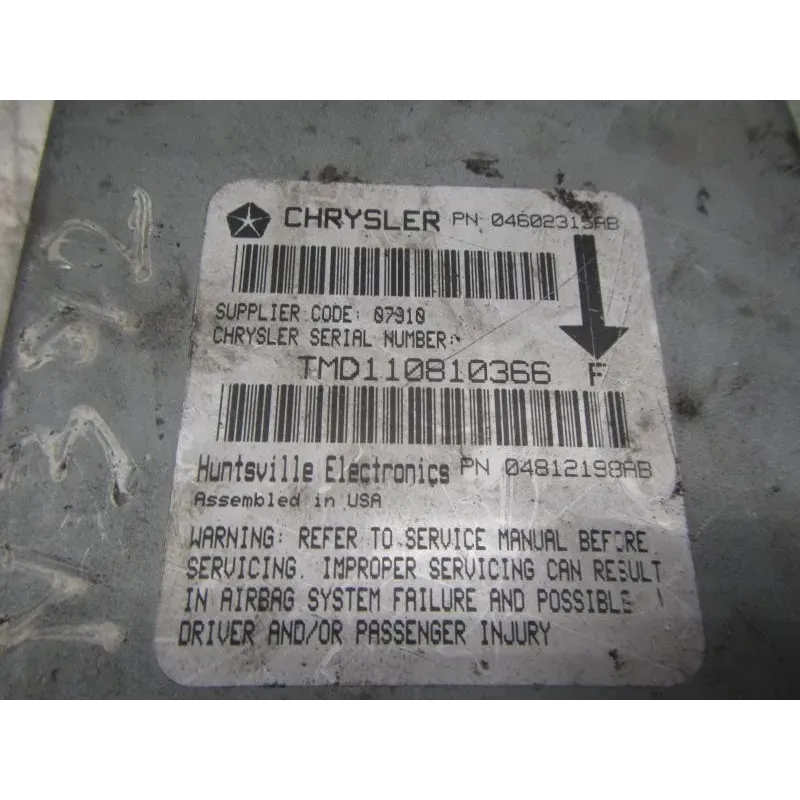 CHRYSLER PN 04602315AB
SUPPLIER CODE: 07910
CHRYSLER SERIAL NUMBER:
TMD110810366 F
Huntsville Electronics PN 04812198AB
Assembled in USA
WARNING: REFER TO SERVICE MANUAL BEFORE
SERVICING. IMPROPER SERVICING CAN RESULT
IN AIRBAG SYSTEM FAILURE AND POSSIBLE
DRIVER AND/OR PASSENGER INJURY